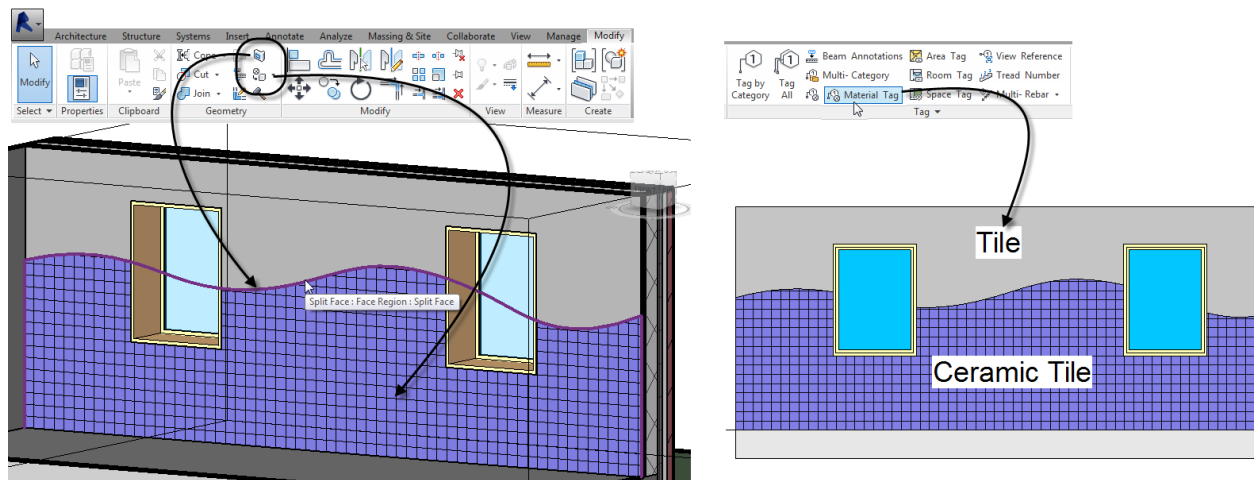 Architecture Structure Systems Insert Annotate Analyze Massing & Site Collaborate View Manage Modify
Modify
Paste
Cope
Cut
Join
Select Properties Clipboard Geometry Modify View Measure Create
Split Face : Face Region : Split Face
Tag by
Category
Tag
All
Beam Annotations
Multi- Category
Material Tag
Area Tag
Room Tag
Space Tag
View Reference
Tread Number
Multi- Rebar
Tag
Tile
Ceramic Tile